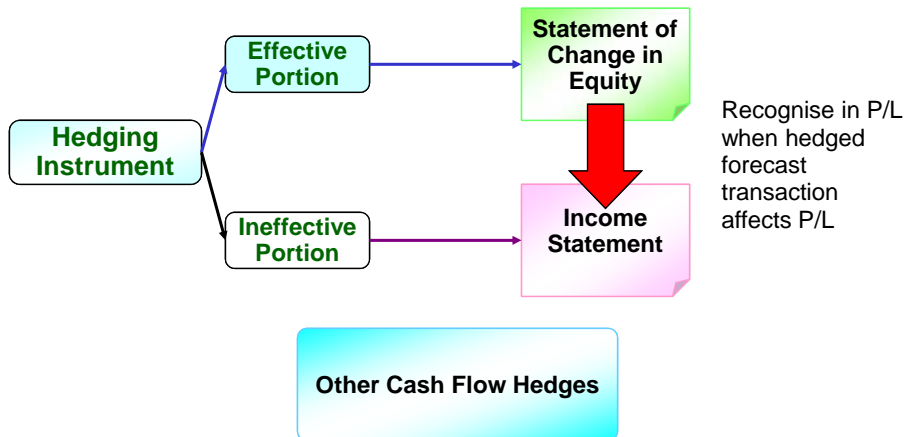 Effective
Portion
Statement of
Change in
Equity
Hedging
Instrument
Recognise in P/L
when hedged
forecast
transaction
affects P/L
Ineffective
Portion
Income
Statement
Other Cash Flow Hedges